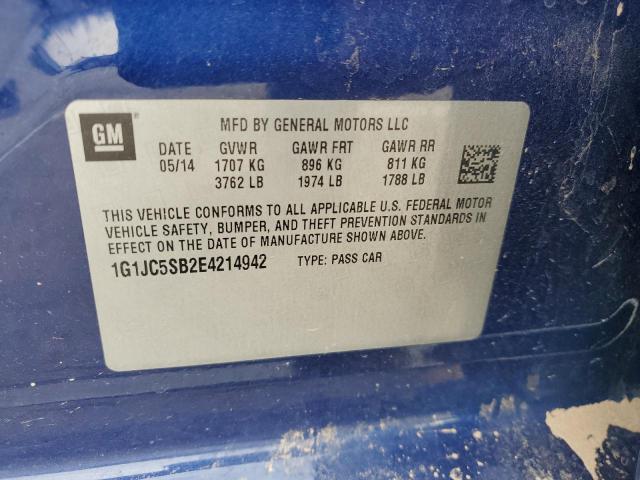 GM ®
MFD BY GENERAL MOTORS LLC
DATE GVWR GAWR FRT GAWR RR
05/14 1707 KG 896 KG 811 KG
3762 LB 1974 LB 1788 LB
THIS VEHICLE CONFORMS TO ALL APPLICABLE U.S. FEDERAL MOTOR
VEHICLE SAFETY, BUMPER, AND THEFT PREVENTION STANDARDS IN
EFFECT ON THE DATE OF MANUFACTURE SHOWN ABOVE.
1G1JC5SB2E4214942 TYPE: PASS CAR